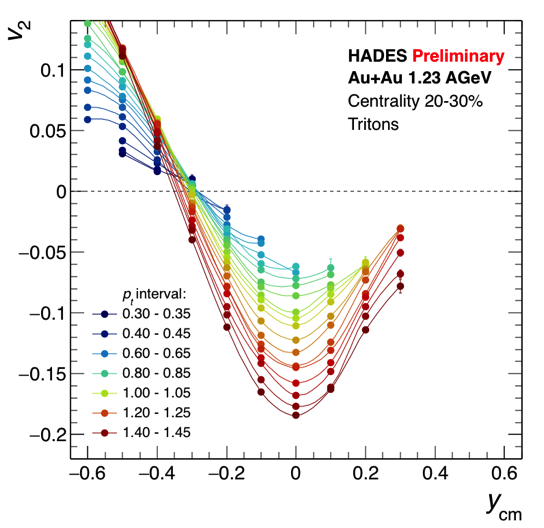 v2
HADES Preliminary
Au+Au 1.23 AGeV
Centrality 20-30%
Tritons
0.1
0.05
0
−0.05
−0.1
−0.15
−0.2
pt interval:
0.30 - 0.35
0.40 - 0.45
0.60 - 0.65
0.80 - 0.85
1.00 - 1.05
1.20 - 1.25
1.40 - 1.45
−0.6 −0.4 −0.2 0 0.2 0.4 0.6
ycm